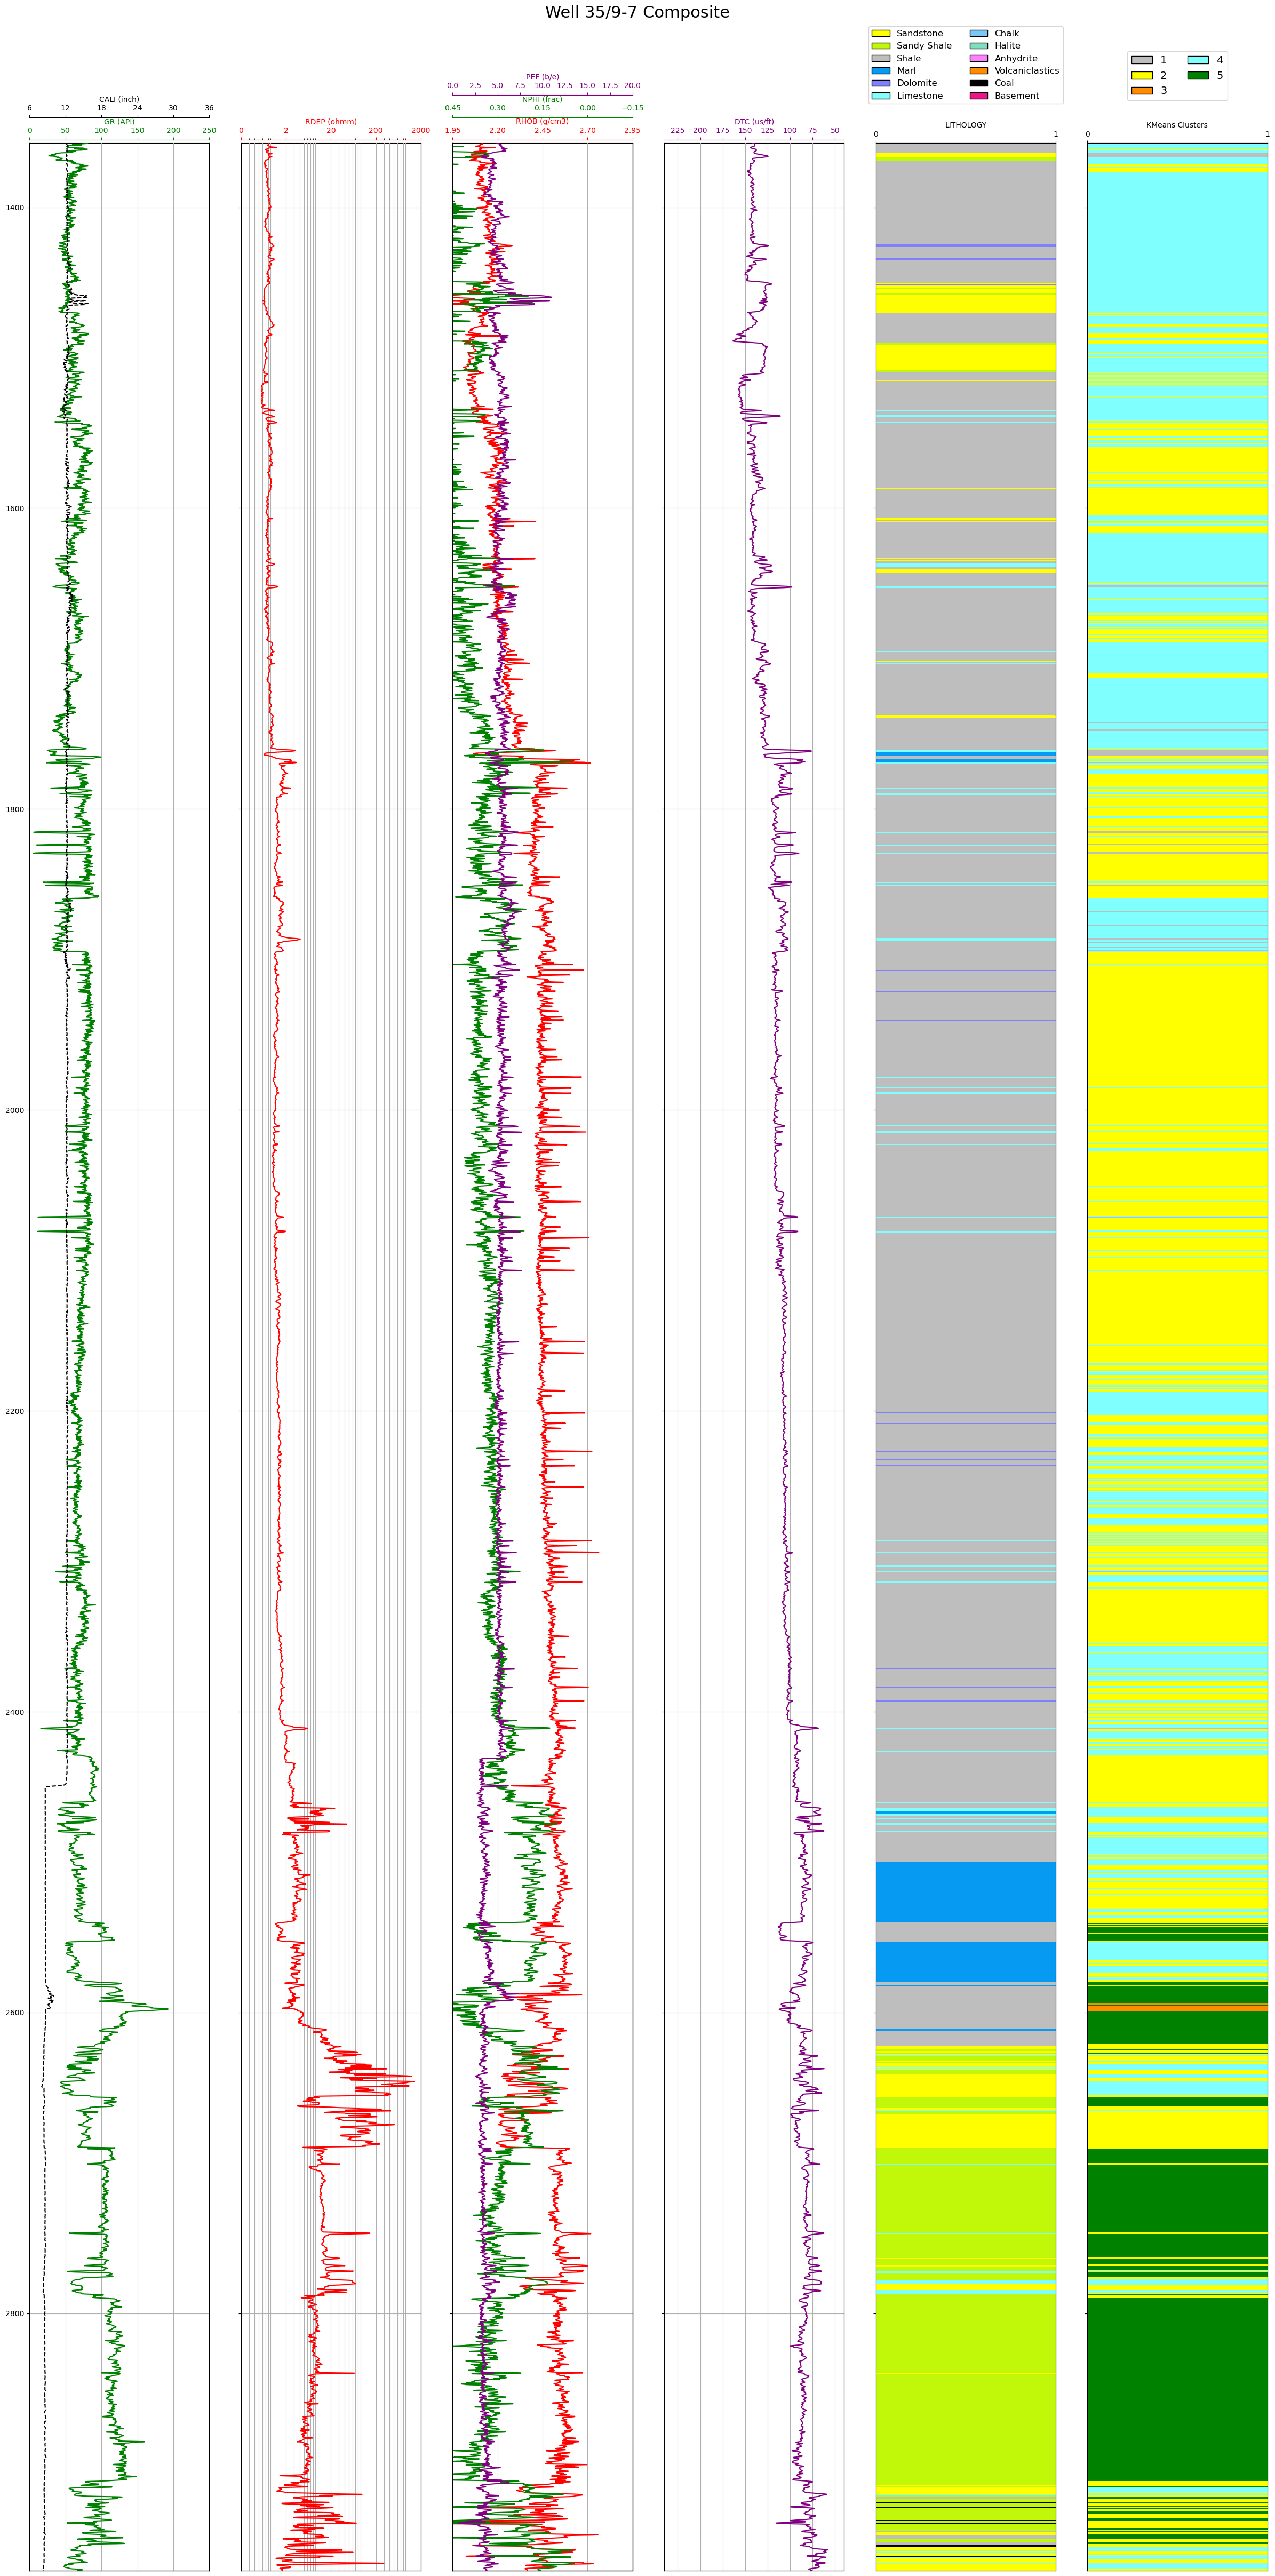 Well 35/9-7 Composite
Sandstone Chalk
Sandy Shale Halite
Shale Anhydrite
Marl Volcaniclastics
Dolomite Coal
Limestone Basement
1 4
2 5
3
PEF (b/e)
0.0 2.5 5.0 7.5 10.0 12.5 15.0 17.5 20.0
CALI (inch) NPHI (frac)
6 12 18 24 30 36 0.45 0.30 0.15 0.00 −0.15
GR (API) RDEP (ohmm) RHOB (g/cm3) DTC (us/ft) LITHOLOGY KMeans Clusters
0 50 100 150 200 250 0 2 20 200 2000 1.95 2.20 2.45 2.70 2.95 225 200 175 150 125 100 75 50 0 1 0 1
1400
1600
1800
2000
2200
2400
2600
2800